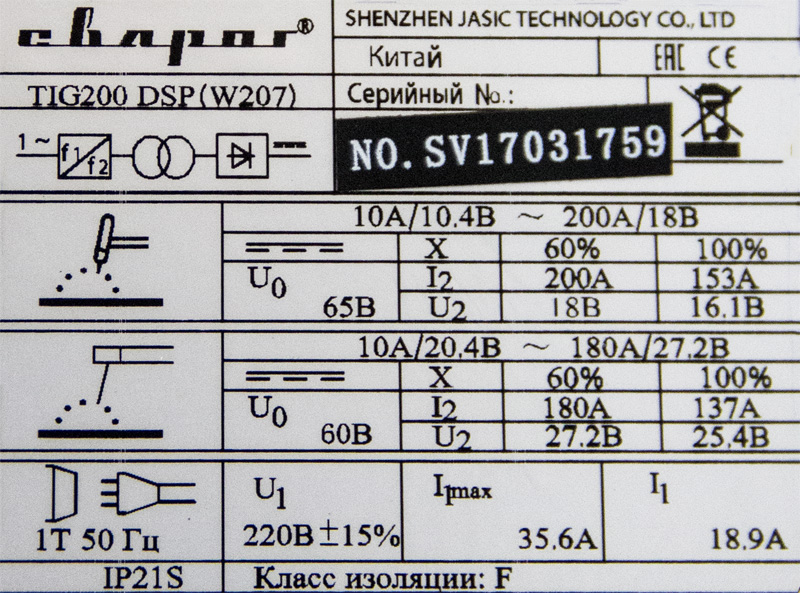 сварог®
SHENZHEN JASIC TECHNOLOGY CO., LTD
Китай
EAC CE
TIG200 DSP(W207)
Серийный No.:
NO. SV17031759
1~ f1 f2
10A/10.4B ~ 200A/18B
X 60% 100%
U0 65B
I2 200A 153A
U2 18B 16.1B
10A/20.4B ~ 180A/27.2B
X 60% 100%
U0 60B
I2 180A 137A
U2 27.2B 25.4B
U1 I1max I1
1T 50 Гц
220B±15% 35.6A 18.9A
IP21S
Класс изоляции: F